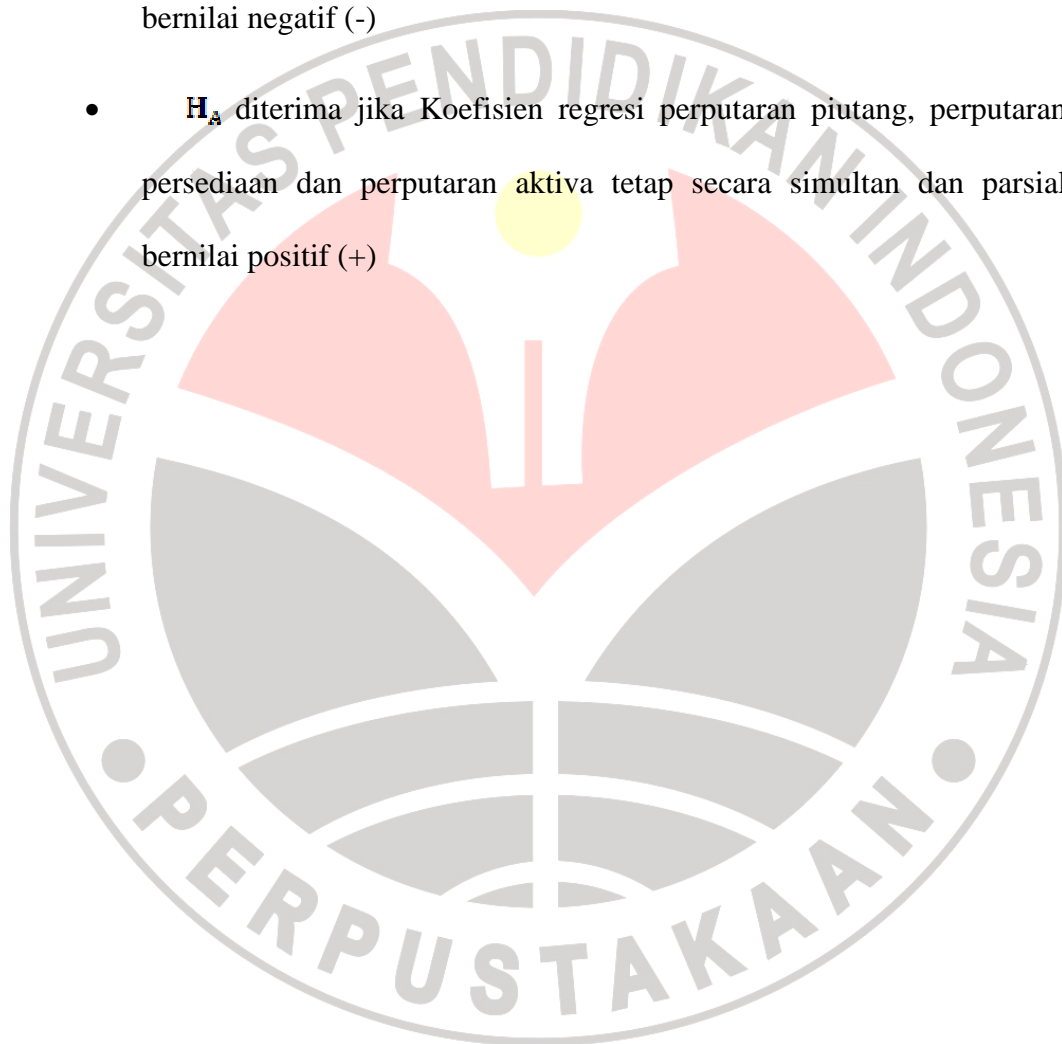 bernilai negatif (-)
• H_A diterima jika Koefisien regresi perputaran piutang, perputaran
persediaan dan perputaran aktiva tetap secara simultan dan parsial
bernilai positif (+)
UNIVERSITAS PENDIDIKAN INDONESIA
• PERPUSTAKAAN •